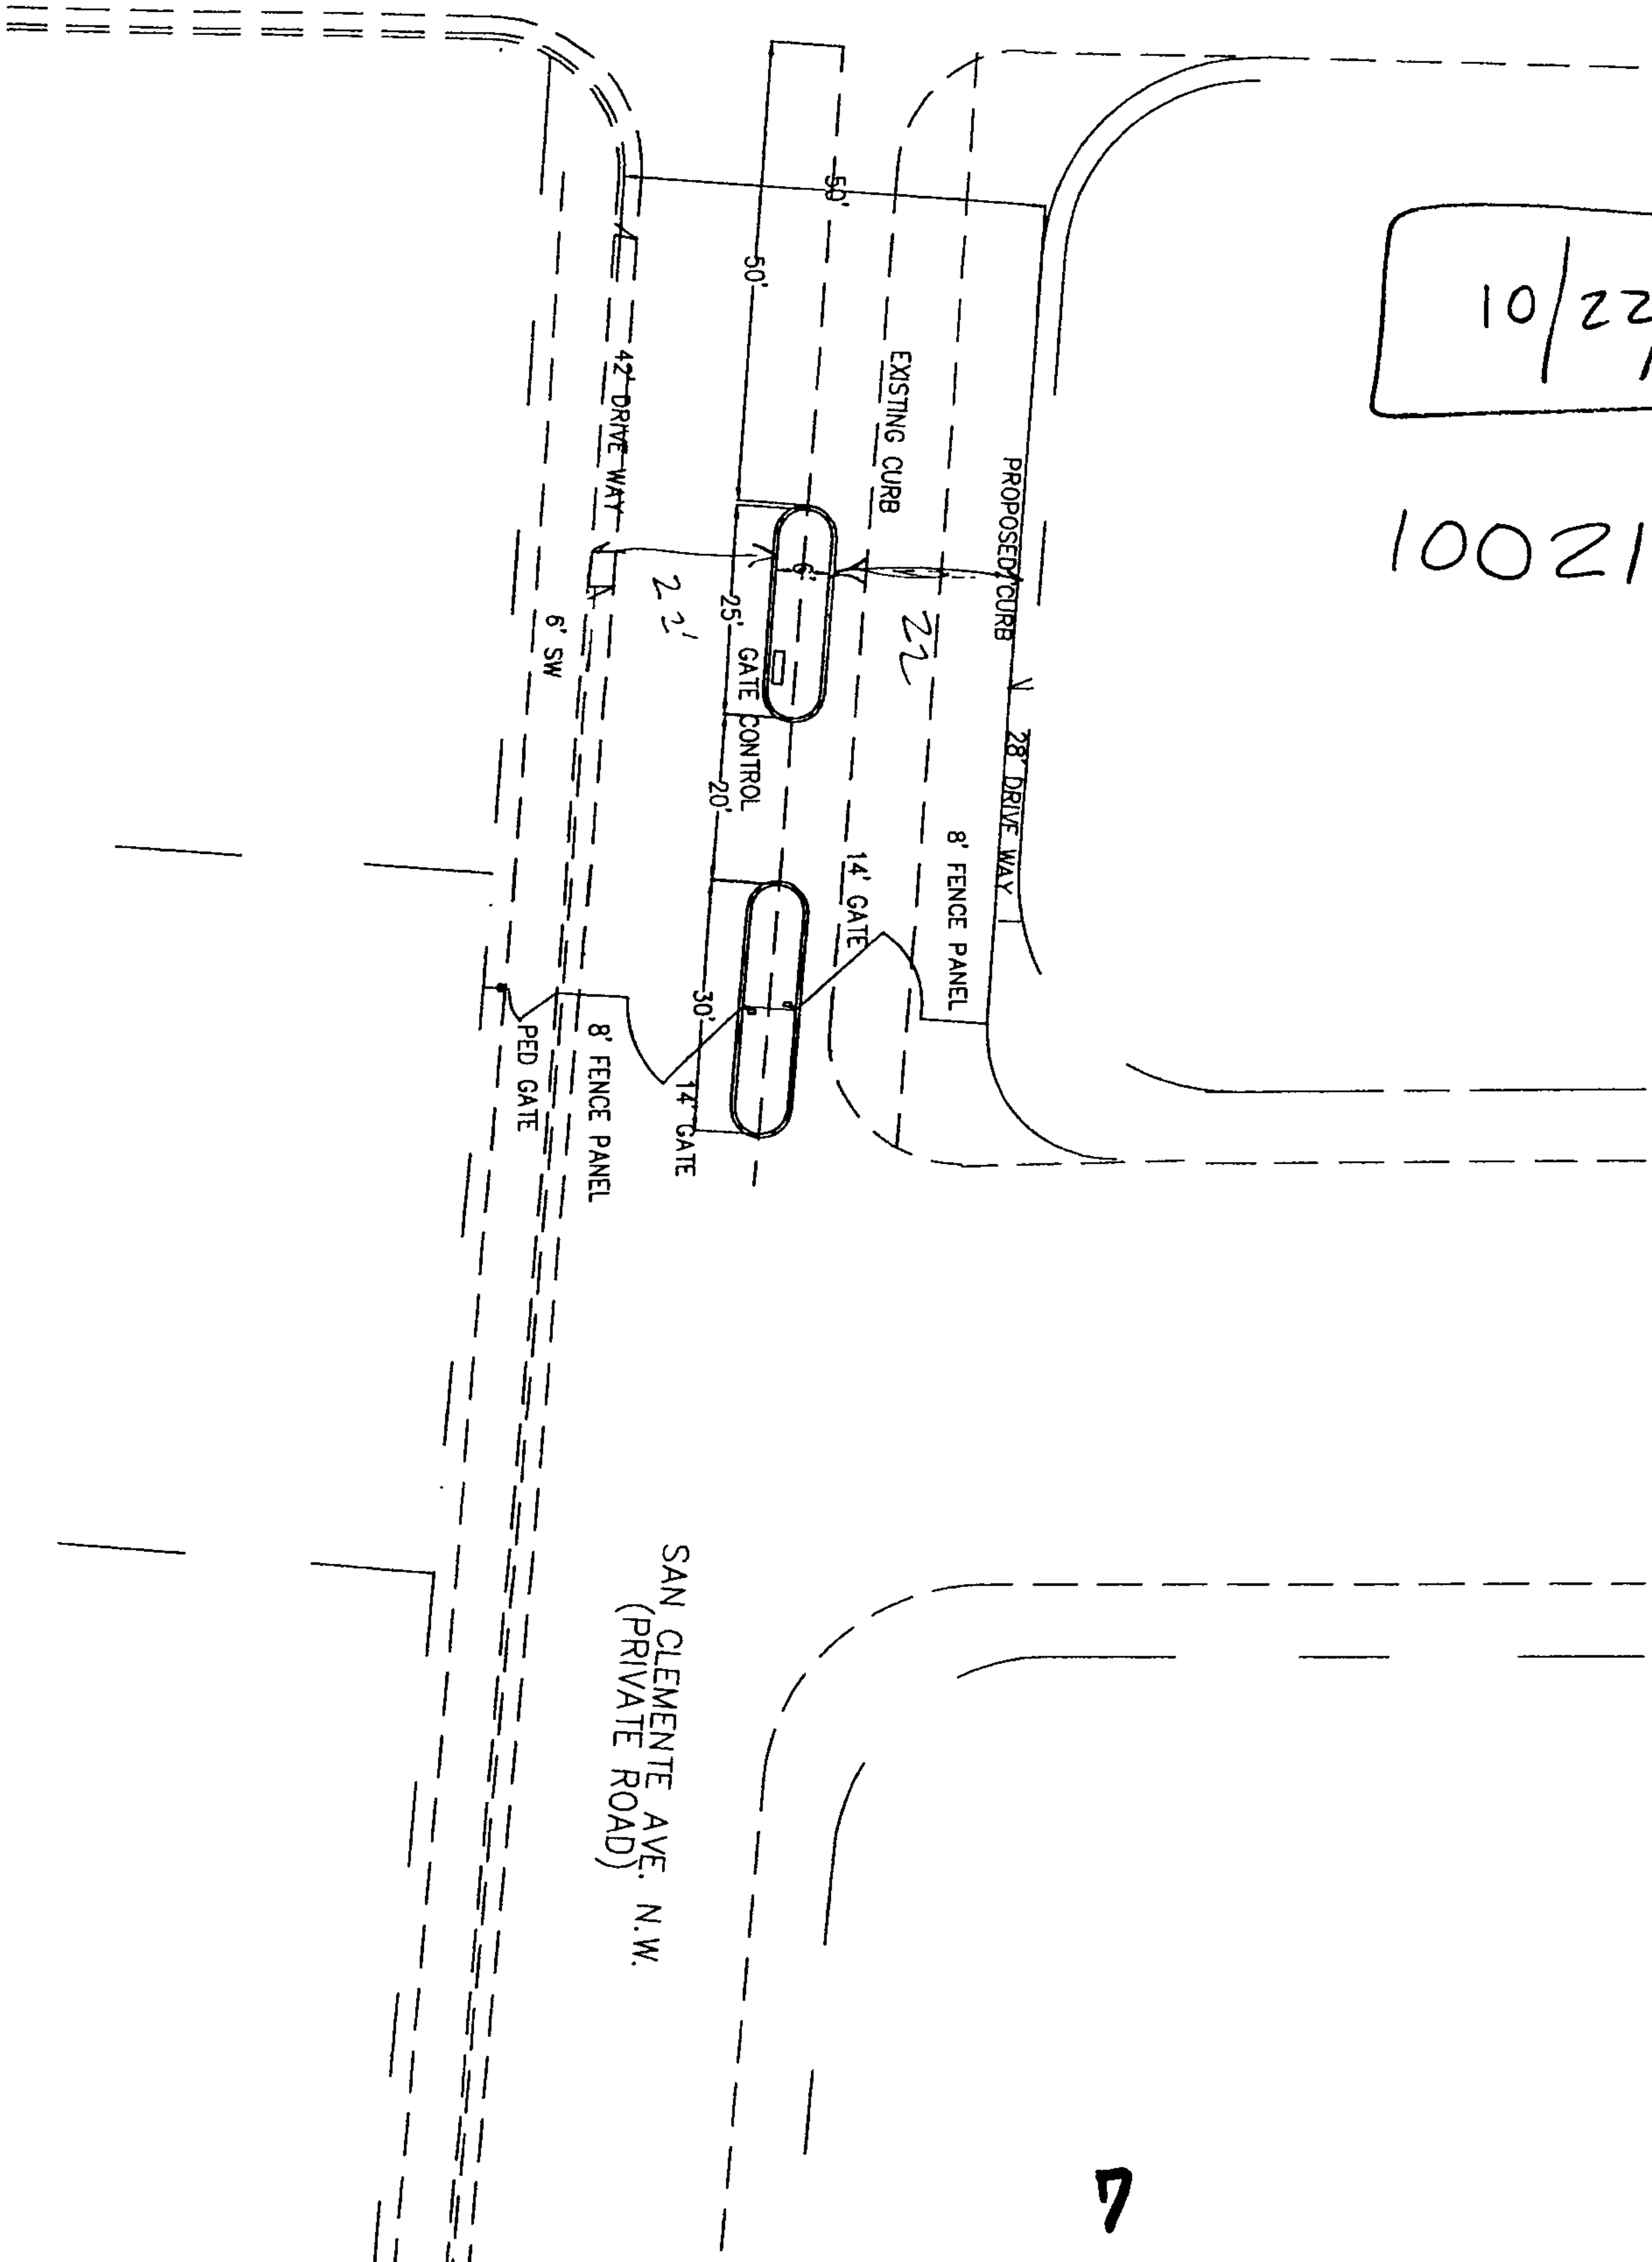 10/22
10021
50'
50'
42' DRIVE WAY
EXISTING CURB
PROPOSED CURB
6'
22'
22
25'
6' SW
GATE CONTROL
28' DRIVE WAY
20'
14' GATE
8' FENCE PANEL
30'
PED GATE
8' FENCE PANEL
14' GATE
SAN CLEMENTE AVE. N.W.
(PRIVATE ROAD)
7